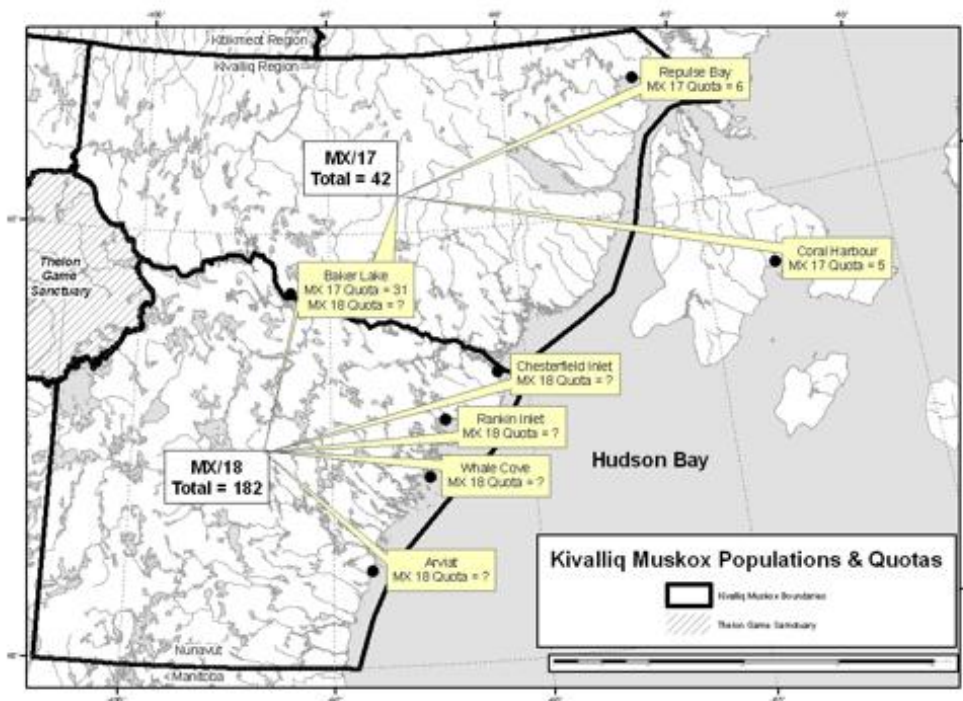 Kitikmeot Region
Kivalliq Region
Repulse Bay
MX 17 Quota = 6
MX/17
Total = 42
Thelon
Game
Sanctuary
Baker Lake
MX 17 Quota = 31
MX 18 Quota = ?
Coral Harbour
MX 17 Quota = 5
Chesterfield Inlet
MX 18 Quota = ?
Rankin Inlet
MX 18 Quota = ?
MX/18
Total = 182
Whale Cove
MX 18 Quota = ?
Hudson Bay
Arviat
MX 18 Quota = ?
Kivalliq Muskox Populations & Quotas
Kivalliq Muskox Boundaries
Thelon Game Sanctuary
Nunavut
Manitoba